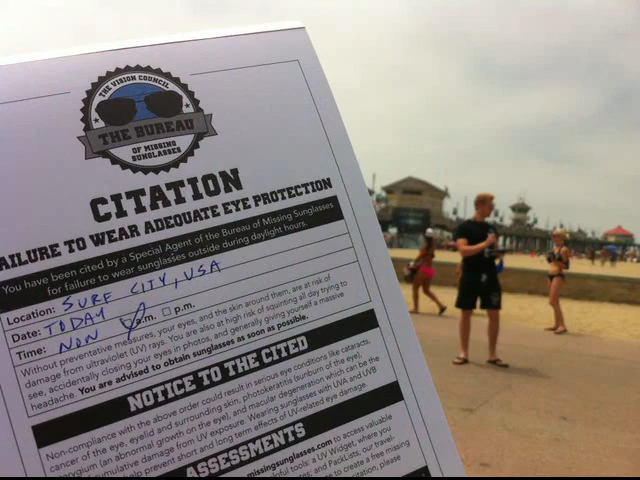 THE VISION COUNCIL
THE BUREAU
OF MISSING
SUNGLASSES
CITATION
FAILURE TO WEAR ADEQUATE EYE PROTECTION
You have been cited by a Special Agent of the Bureau of Missing Sunglasses
for failure to wear sunglasses outside during daylight hours.
Location: SURF CITY, USA
Date: TODAY
Time: NON a.m. p.m.
Without preventative measures, your eyes, and the skin around them, are at risk of
damage from ultraviolet (UV) rays. You are also at high risk of squinting all day trying to
see, accidentally closing your eyes in photos, and generally giving yourself a massive
headache. You are advised to obtain sunglasses as soon as possible.
NOTICE TO THE CITED
Non-compliance with the above order could result in serious eye conditions like cataracts,
cancer of the eye, eyelid and surrounding skin, photokeratitis (sunburn of the eye),
pterygium (an abnormal growth on the eye), and macular degeneration which can be the
cumulative damage from UV exposure. Wearing sunglasses with UVA and UVB
help prevent short and long term effects of UV-related eye damage.
ASSESSMENTS
missingsunglasses.com to access valuable
tools: a UV Widget, where you
and PackLists, our travel-
to create a free missing
citation, please